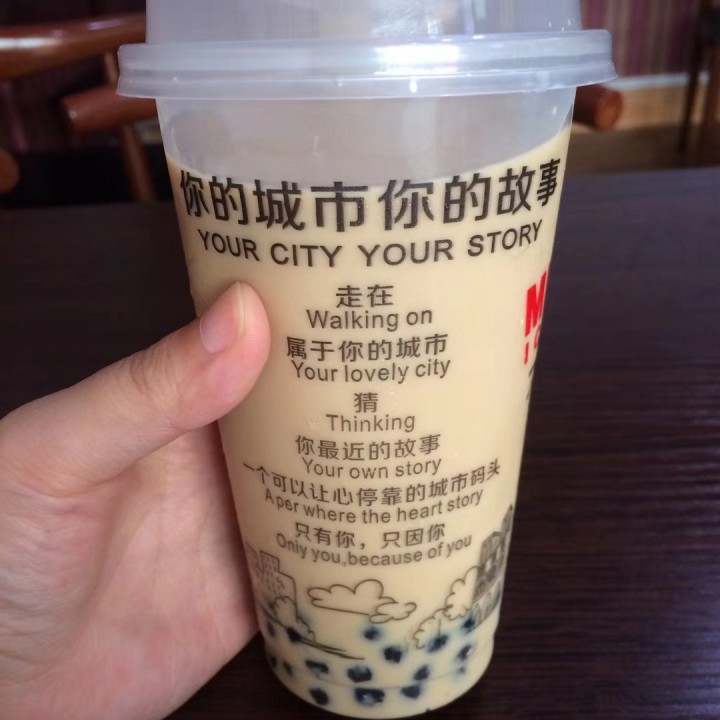 你的城市你的故事
YOUR CITY YOUR STORY
走在
Walking on
属于你的城市
Your lovely city
猜
Thinking
你最近的故事
Your own story
一个可以让心停靠的城市码头
A per where the heart story
只有你，只因你
Oniy you,because of you